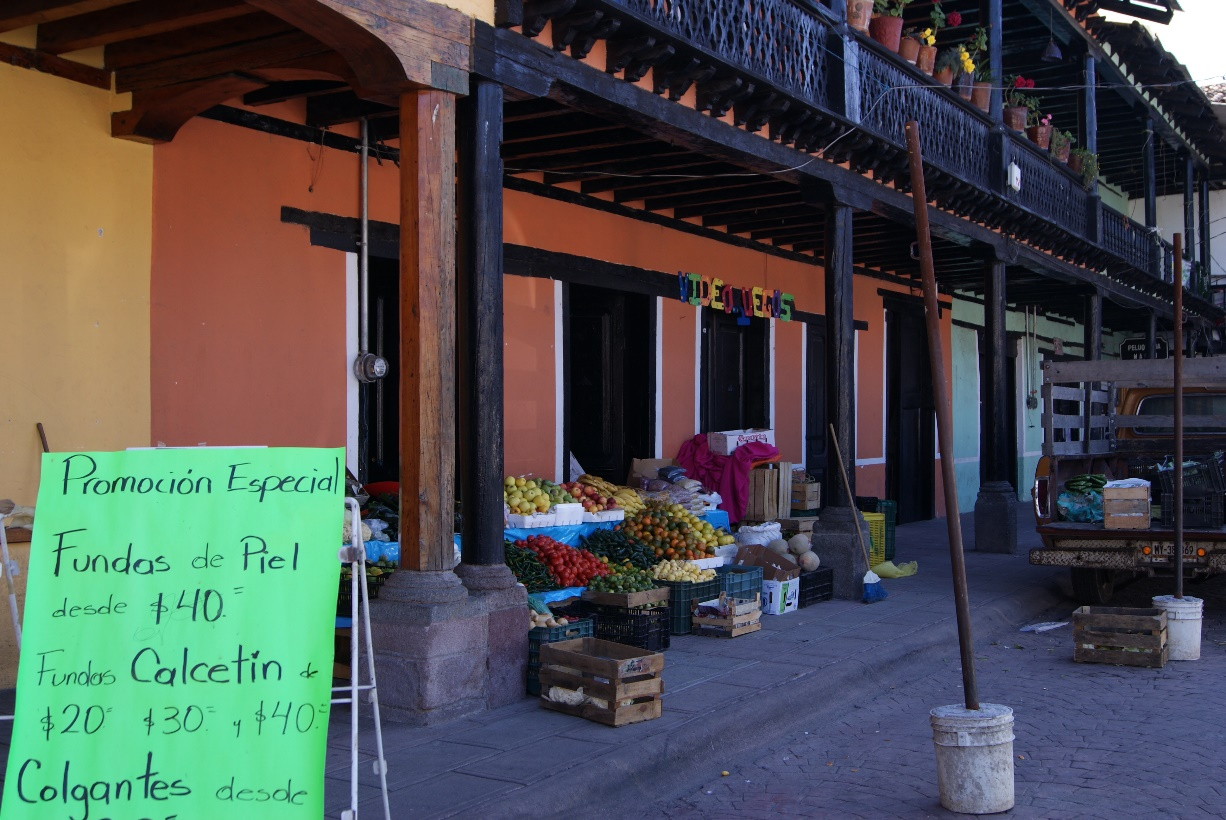 Promoción Especial
Fundas de Piel
desde $40.=
Fundas Calcetin de
$20= $30.= y $40.=
Colgantes desde
VIDEOJUEGOS